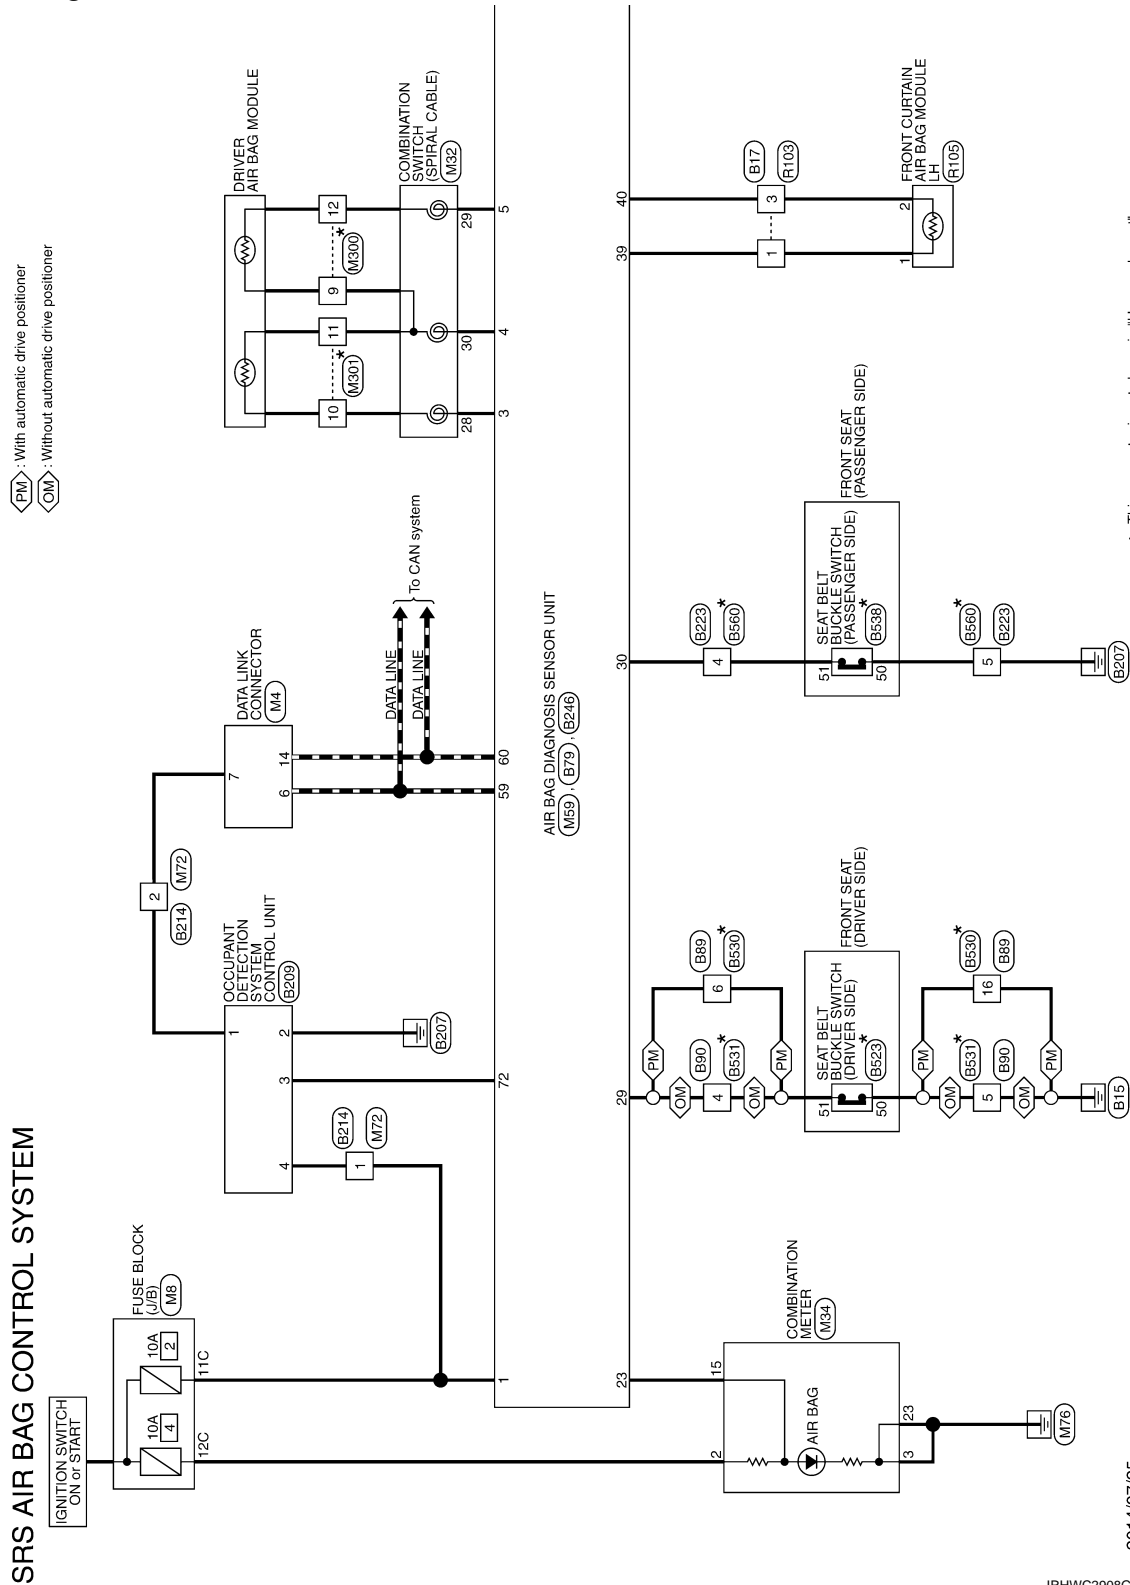 SRS AIR BAG CONTROL SYSTEM
PM : With automatic drive positioner
OM : Without automatic drive positioner
IGNITION SWITCH
ON or START
FUSE BLOCK
(J/B)
M8
10A
4
10A
2
12C
11C
OCCUPANT
DETECTION
SYSTEM
CONTROL UNIT
B209
1
4
3
2
B207
B214
M72
1
B214
2
M72
DATA LINK
CONNECTOR
M4
7
6
14
DATA LINE
DATA LINE
To CAN system
DRIVER
AIR BAG MODULE
10
11
9
12
M301
*
M300
*
COMBINATION
SWITCH
(SPIRAL CABLE)
M32
28
30
29
1
72
59
60
3
4
5
AIR BAG DIAGNOSIS SENSOR UNIT
M59 , B79 , B246
23
29
30
39
40
COMBINATION
METER
M34
2
15
AIR BAG
3
23
M76
PM
OM
4
B90
B531
*
6
B89
B530
*
OM
PM
FRONT SEAT
(DRIVER SIDE)
SEAT BELT
BUCKLE SWITCH
(DRIVER SIDE)
B523
*
51
50
PM
OM
5
B531
*
B90
16
B530
*
B89
OM
PM
B15
4
B223
B560
*
FRONT SEAT
(PASSENGER SIDE)
SEAT BELT
BUCKLE SWITCH
(PASSENGER SIDE)
B538
*
51
50
5
B560
*
B223
B207
1
3
B17
R103
FRONT CURTAIN
AIR BAG MODULE
LH
R105
1
2